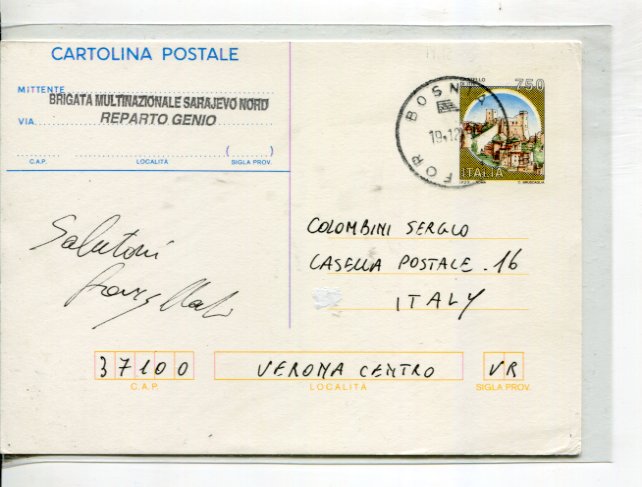 CARTOLINA POSTALE
MITTENTE
BRIGATA MULTINAZIONALE SARAJEVO NORD
VIA
REPARTO GENIO
( )
C.A.P. LOCALITÀ SIGLA PROV.
FOR BOSNIA
19.12
750
ITALIA
Saluti
COLOMBINI SERGIO
CASELLA POSTALE . 16
ITALY
37100 VERONA CENTRO VR
C.A.P. LOCALITÀ SIGLA PROV.